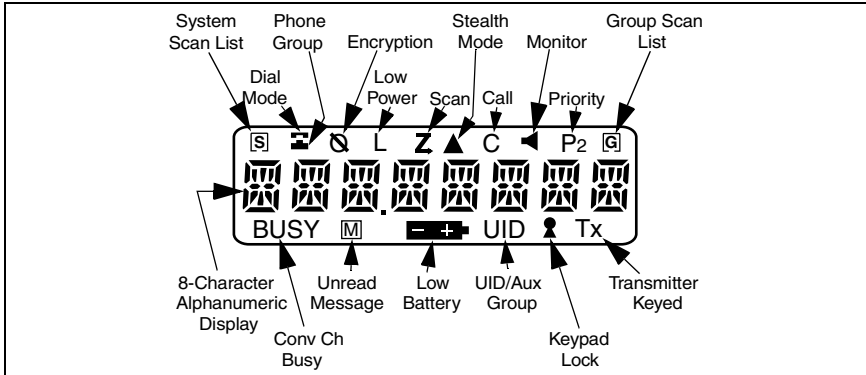 System
Scan List
Phone
Group
Encryption
Stealth
Mode
Monitor
Group Scan
List
Dial
Mode
Low
Power
Scan
Call
Priority
S L Z C P2 G
BUSY M - + UID Tx
8-Character
Alphanumeric
Display
Unread
Message
Low
Battery
UID/Aux
Group
Transmitter
Keyed
Conv Ch
Busy
Keypad
Lock